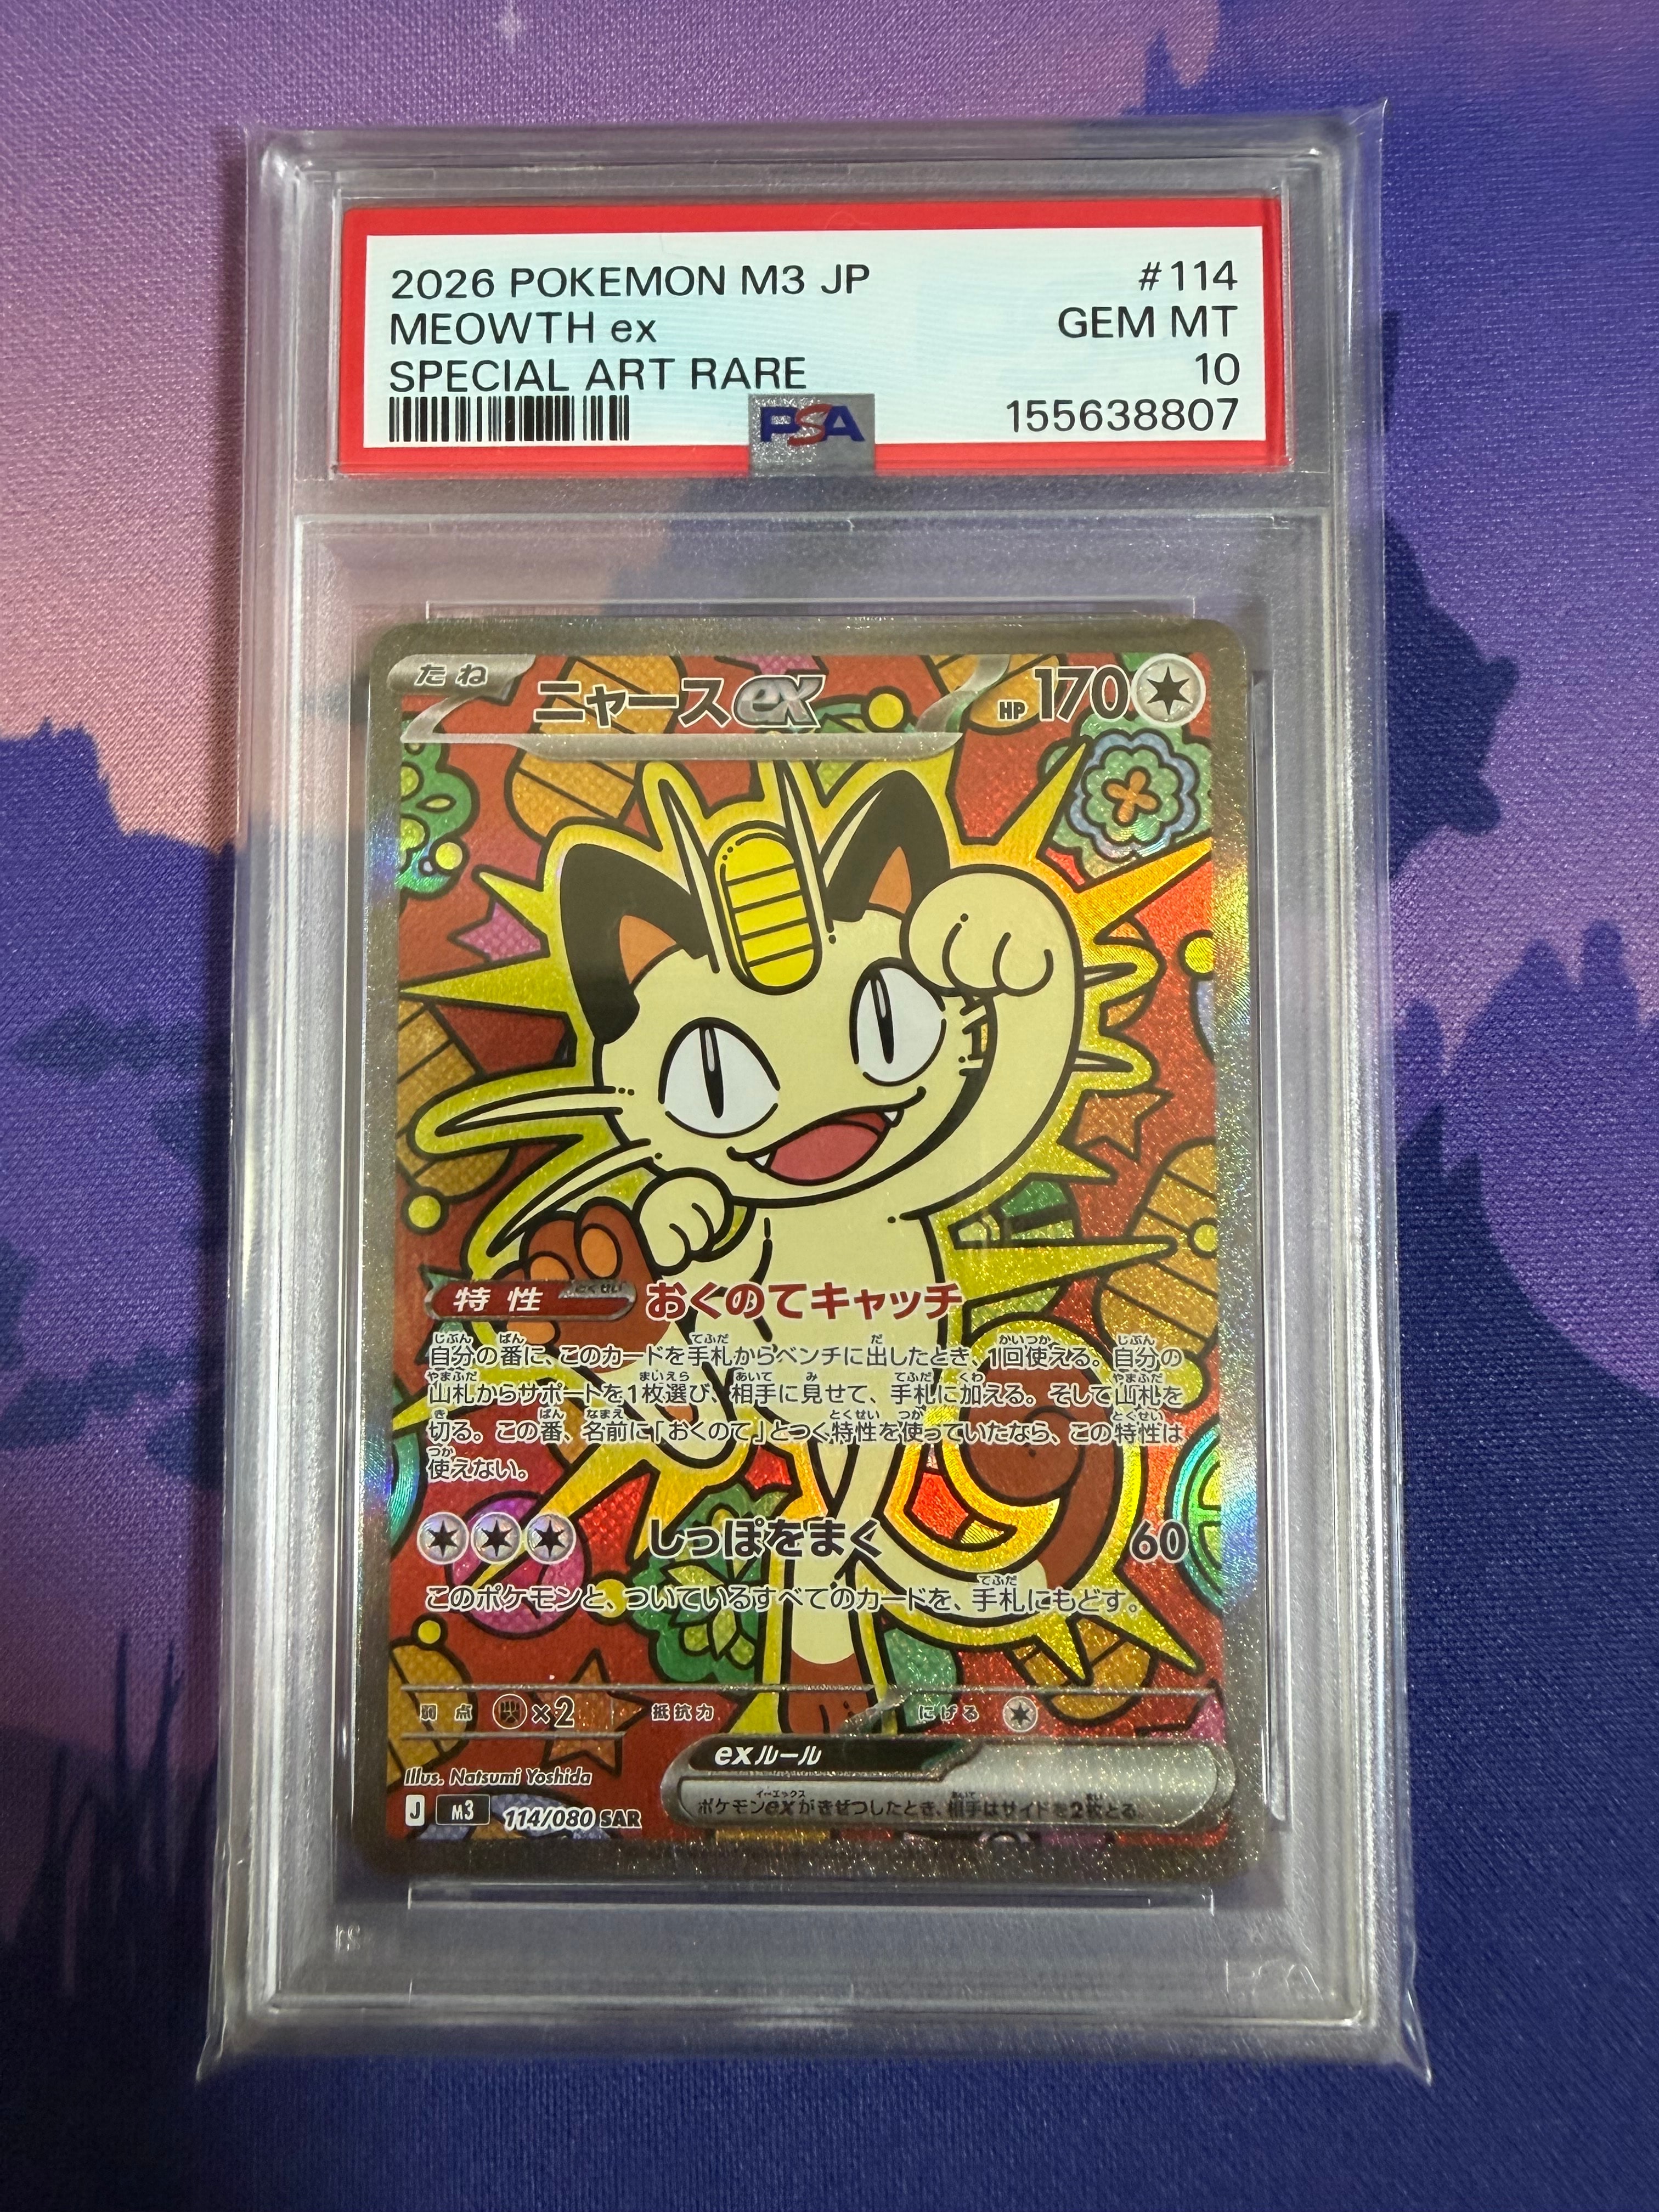 2026 POKEMON M3 JP #114
MEOWTH ex GEM MT
SPECIAL ART RARE 10
PSA 155638807
たね ニャースex HP170
特性 とくせい おくのてキャッチ
自分の番に、このカードを手札からベンチに出したとき、1回使える。自分の
山札からサポートを1枚選び、相手に見せて、手札に加える。そして山札を
切る。この番、名前に「おくのて」とつく特性を使っていたなら、この特性は
使えない。
しっぽをまく 60
このポケモンと、ついているすべてのカードを、手札にもどす。
弱点 ×2 抵抗力 にげる
exルール
ポケモンexがきぜつしたとき、相手はサイドを2枚とる。
Illus. Natsumi Yoshida
J M3 114/080 SAR